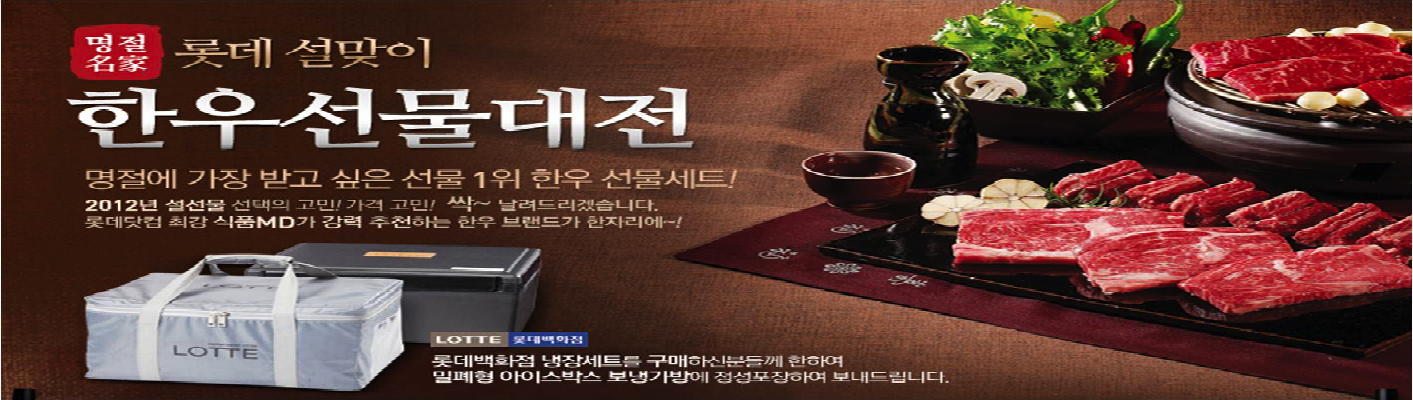 명절
名家
롯데 설맞이
한우선물대전
명절에 가장 받고 싶은 선물 1위 한우 선물세트!
2012년 설선물 선택의 고민! 가격 고민! 싹~ 날려드리겠습니다.
롯데닷컴 최강 식품MD가 강력 추천하는 한우 브랜드가 한자리에~!
LOTTE
LOTTE 롯데백화점
롯데백화점 냉장세트를 구매하신분들께 한하여
밀폐형 아이스박스 보냉가방에 정성포장하여 보내드립니다.